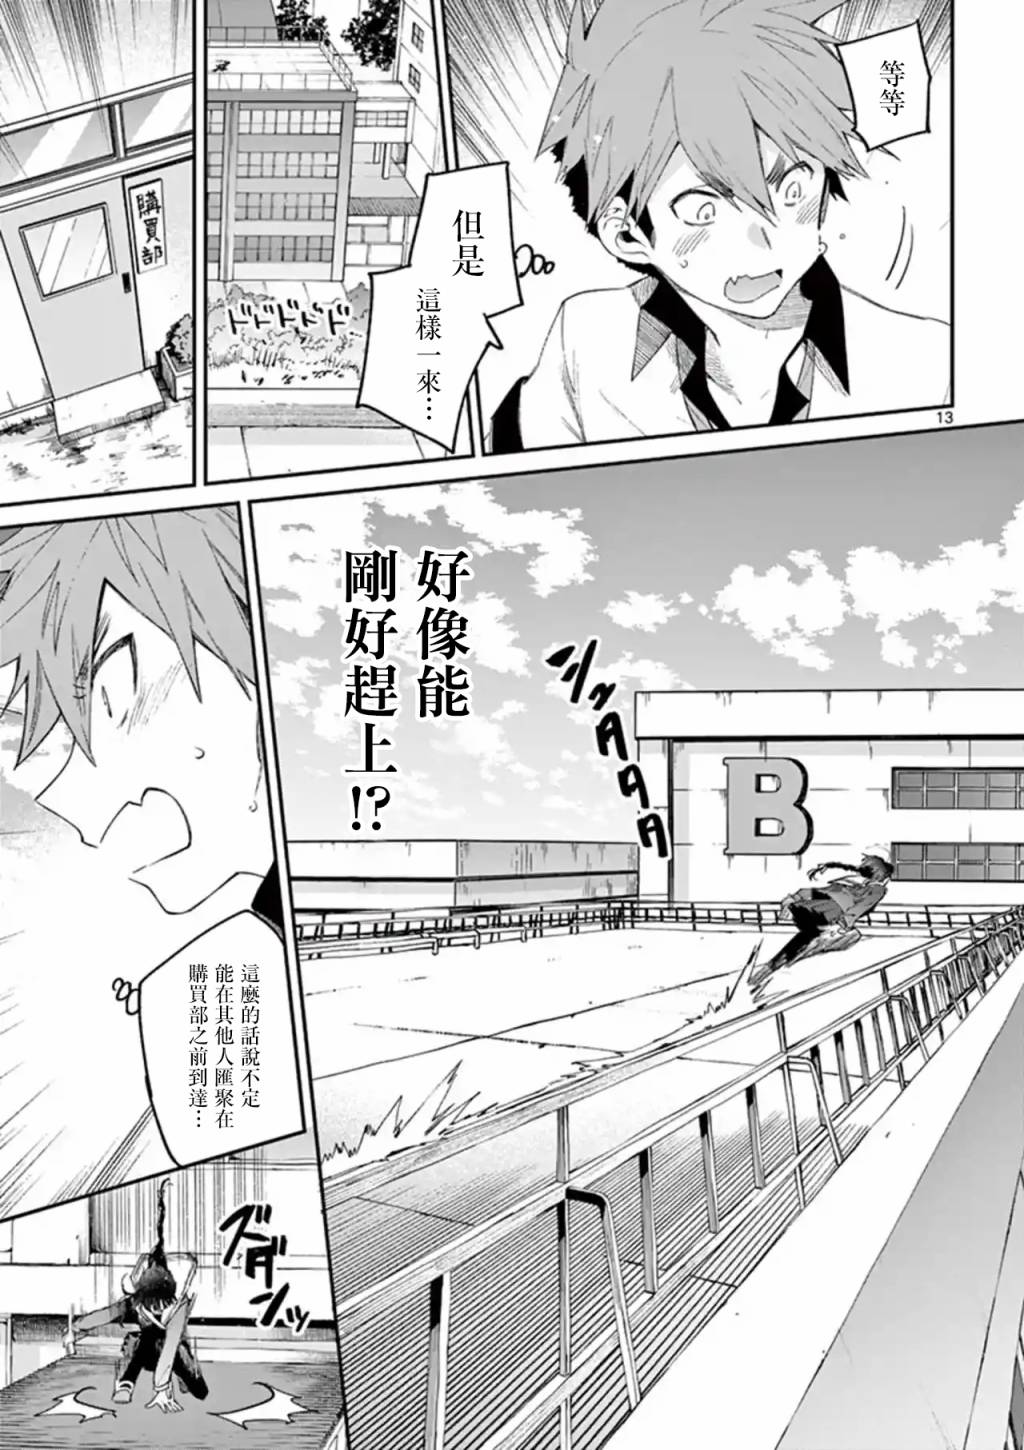 等等
13
但是
這樣一來…
ドドドドド
購買部
好像能
剛好趕上!?
シュッ
タタタ
B
這麼的話說不定
能在其他人匯聚在
購買部之前到達…
ズダンッ